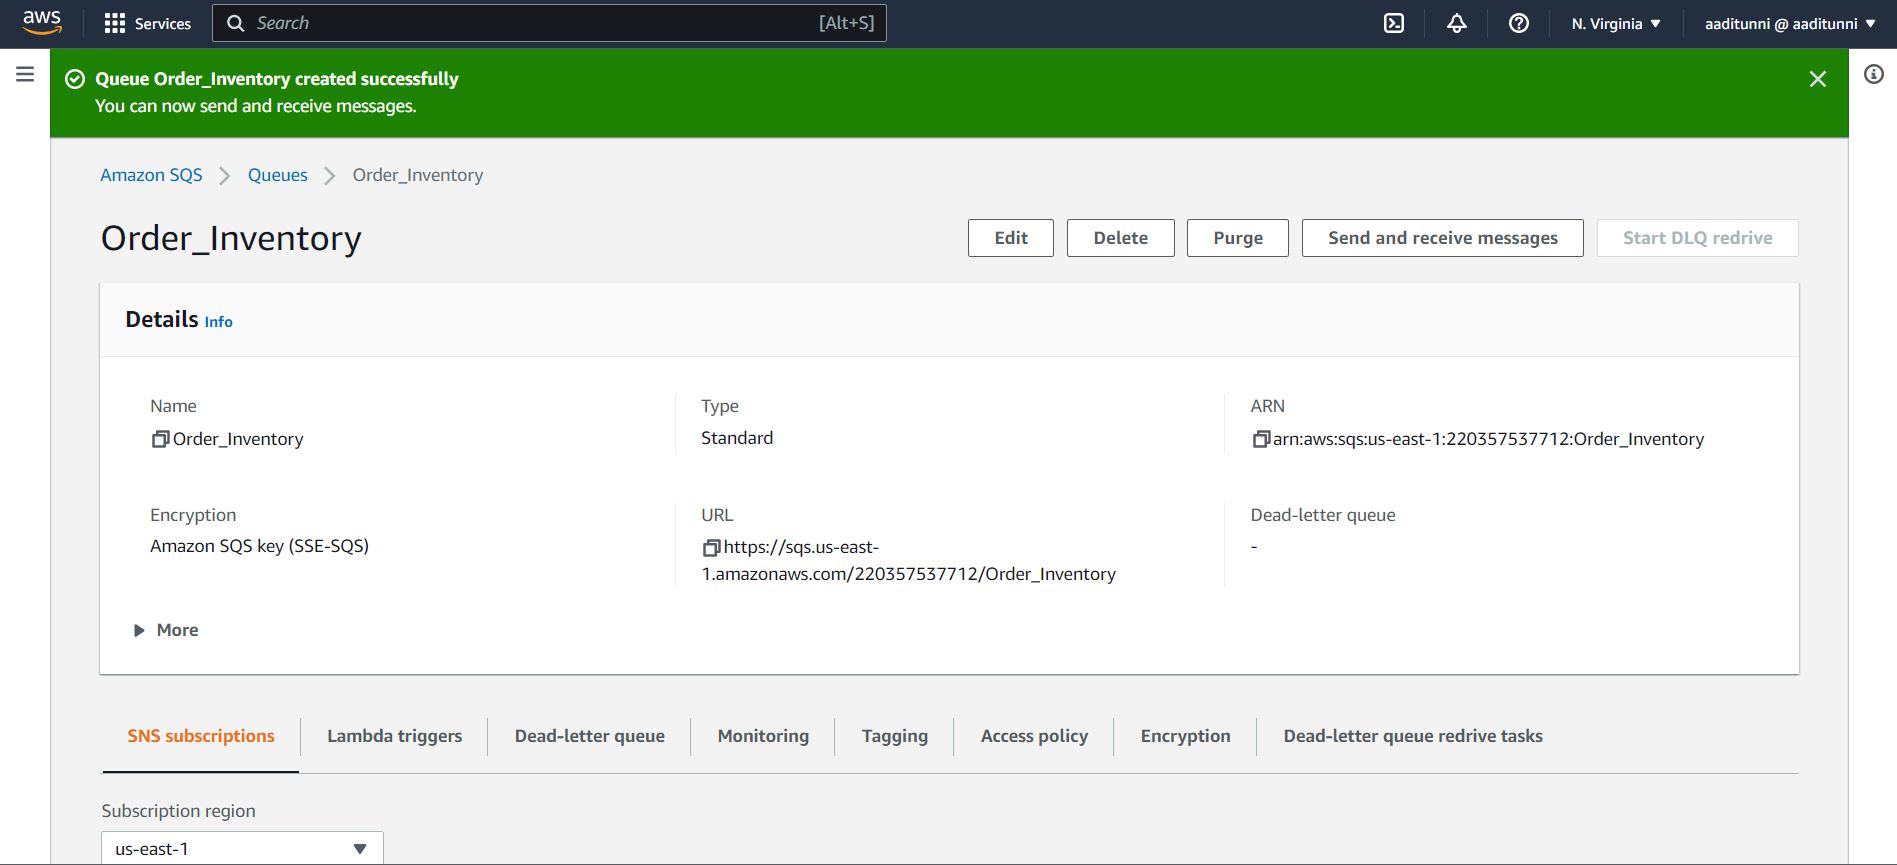 aws
Services
Search [Alt+S]
N. Virginia
aaditunni @ aaditunni
Queue Order_Inventory created successfully
You can now send and receive messages.
Amazon SQS
Queues
Order_Inventory
Order_Inventory
Edit
Delete
Purge
Send and receive messages
Start DLQ redrive
Details Info
Name
Order_Inventory
Type
Standard
ARN
arn:aws:sqs:us-east-1:220357537712:Order_Inventory
Encryption
Amazon SQS key (SSE-SQS)
URL
https://sqs.us-east-
1.amazonaws.com/220357537712/Order_Inventory
Dead-letter queue
-
More
SNS subscriptions
Lambda triggers
Dead-letter queue
Monitoring
Tagging
Access policy
Encryption
Dead-letter queue redrive tasks
Subscription region
us-east-1